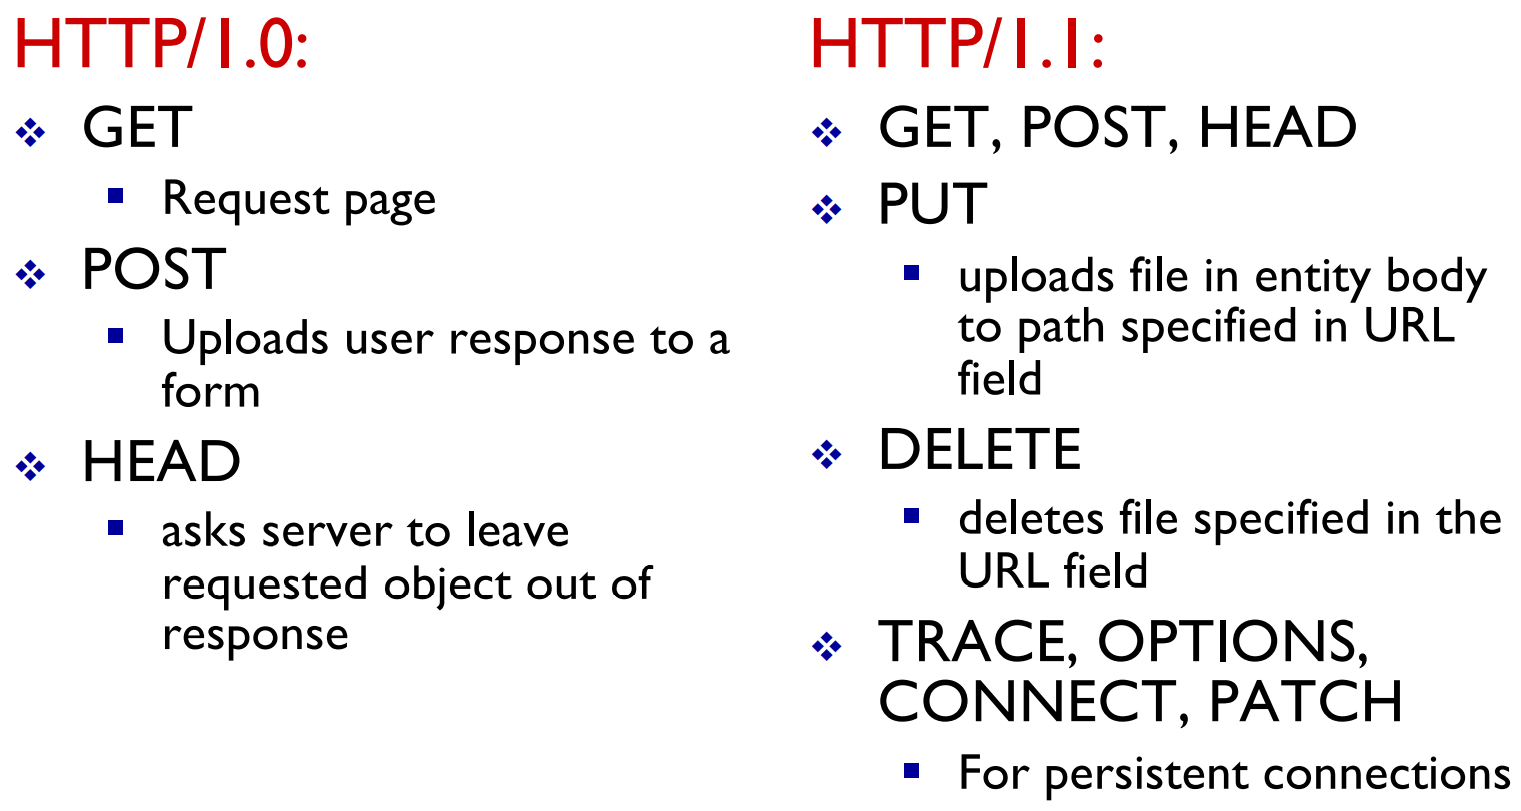 HTTP/1.0:
GET
Request page
POST
Uploads user response to a
form
HEAD
asks server to leave
requested object out of
response
HTTP/1.1:
GET, POST, HEAD
PUT
uploads file in entity body
to path specified in URL
field
DELETE
deletes file specified in the
URL field
TRACE, OPTIONS,
CONNECT, PATCH
For persistent connections